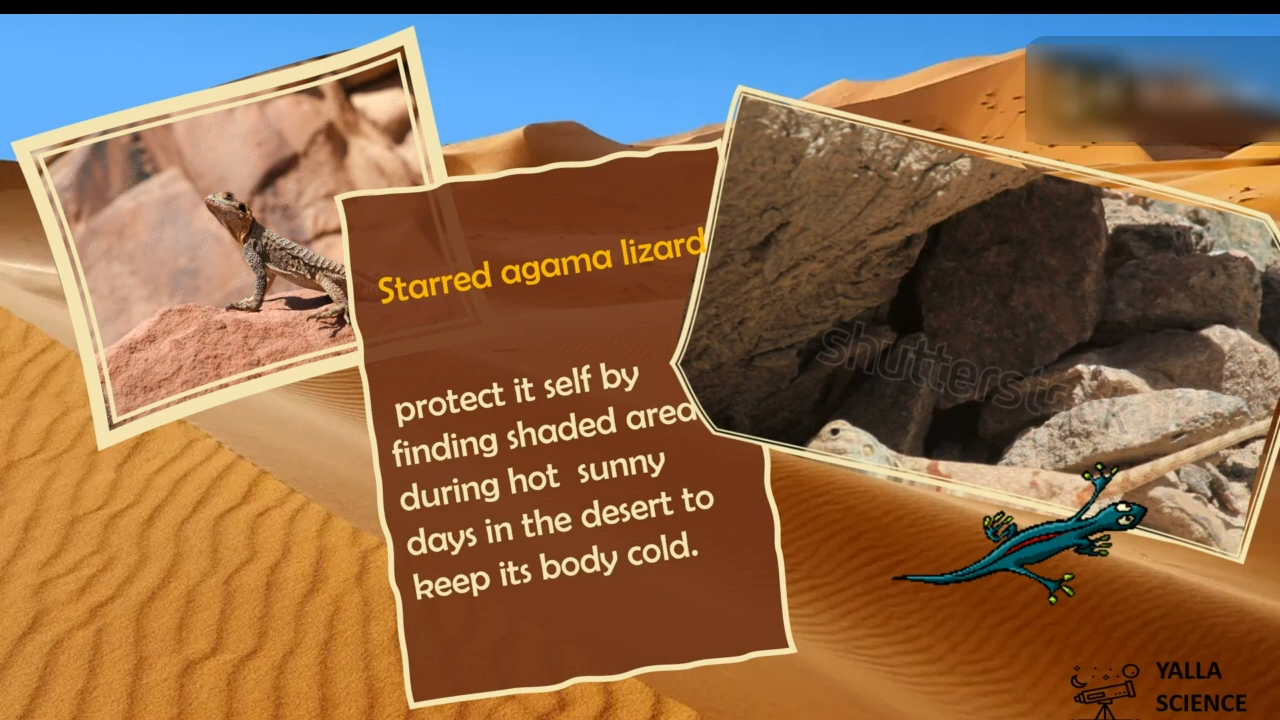 Starred agama lizard
protect it self by
finding shaded area
during hot sunny
days in the desert to
keep its body cold.
YALLA
SCIENCE